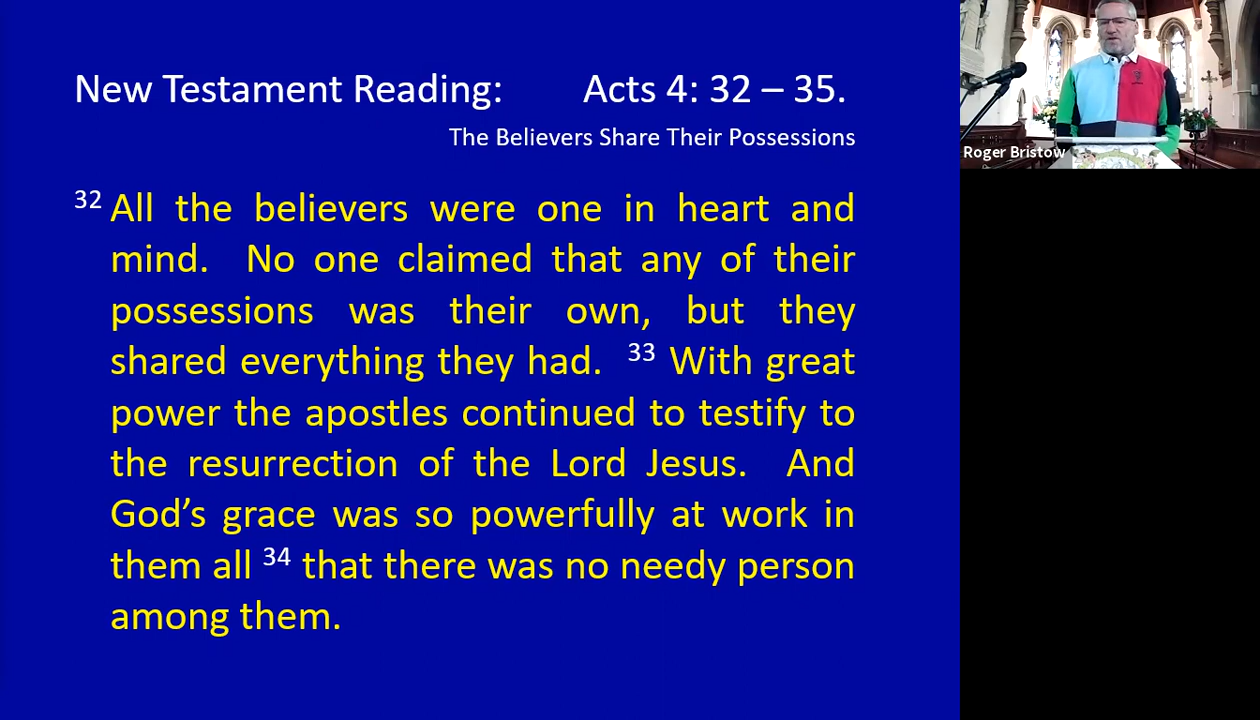 New Testament Reading: Acts 4: 32 – 35.
The Believers Share Their Possessions
32 All the believers were one in heart and
mind. No one claimed that any of their
possessions was their own, but they
shared everything they had. 33 With great
power the apostles continued to testify to
the resurrection of the Lord Jesus. And
God’s grace was so powerfully at work in
them all 34 that there was no needy person
among them.
Roger Bristow